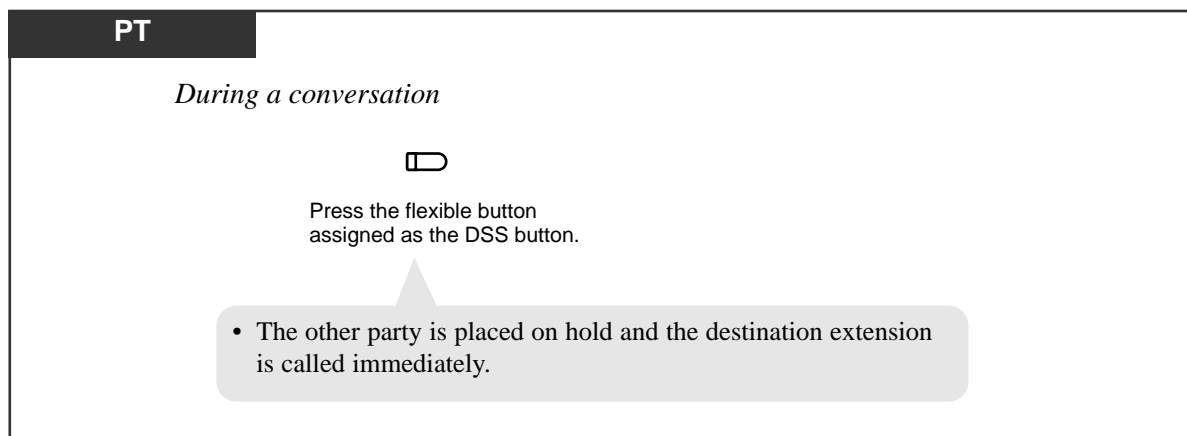 PT
During a conversation
Press the flexible button
assigned as the DSS button.
• The other party is placed on hold and the destination extension
is called immediately.